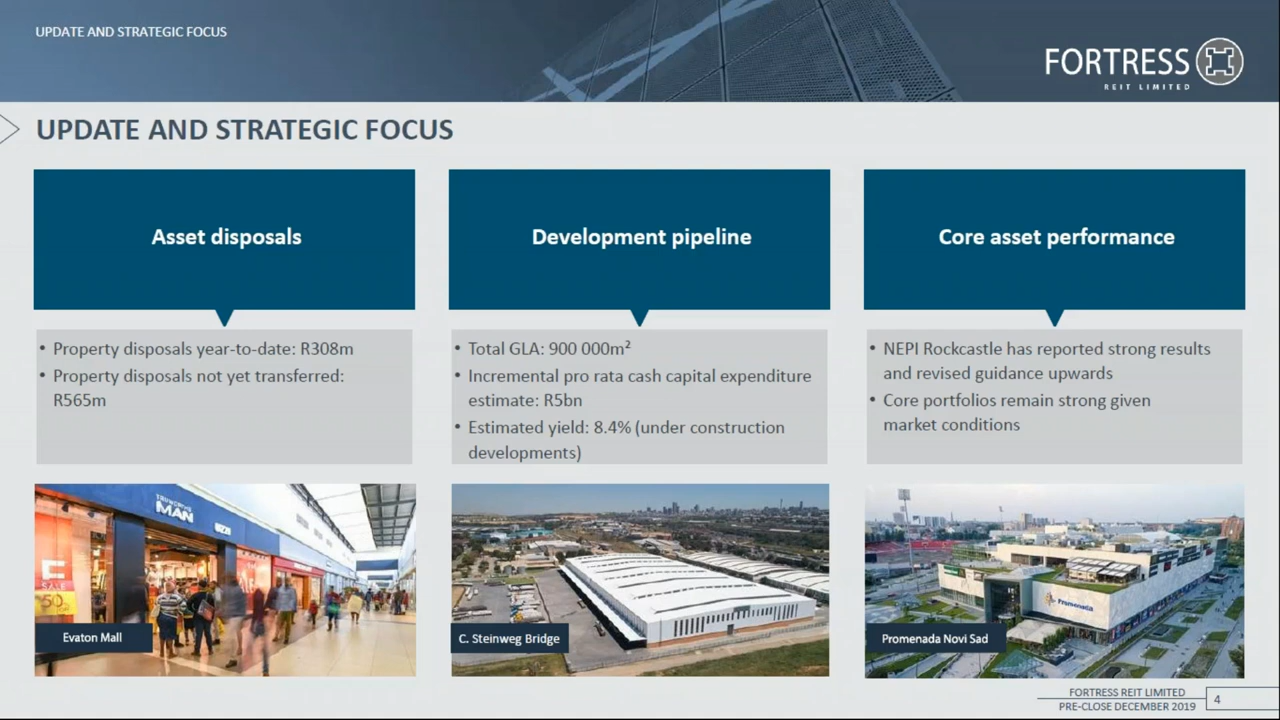 UPDATE AND STRATEGIC FOCUS
FORTRESS
REIT LIMITED
UPDATE AND STRATEGIC FOCUS
Asset disposals
• Property disposals year-to-date: R308m
• Property disposals not yet transferred:
R565m
TRUWORTHS
MAN
SALE
50
Evaton Mall
Development pipeline
• Total GLA: 900 000m²
• Incremental pro rata cash capital expenditure
estimate: R5bn
• Estimated yield: 8.4% (under construction
developments)
C. Steinweg Bridge
Core asset performance
• NEPI Rockcastle has reported strong results
and revised guidance upwards
• Core portfolios remain strong given
market conditions
Promenada
Promenada Novi Sad
FORTRESS REIT LIMITED
PRE-CLOSE DECEMBER 2019
4